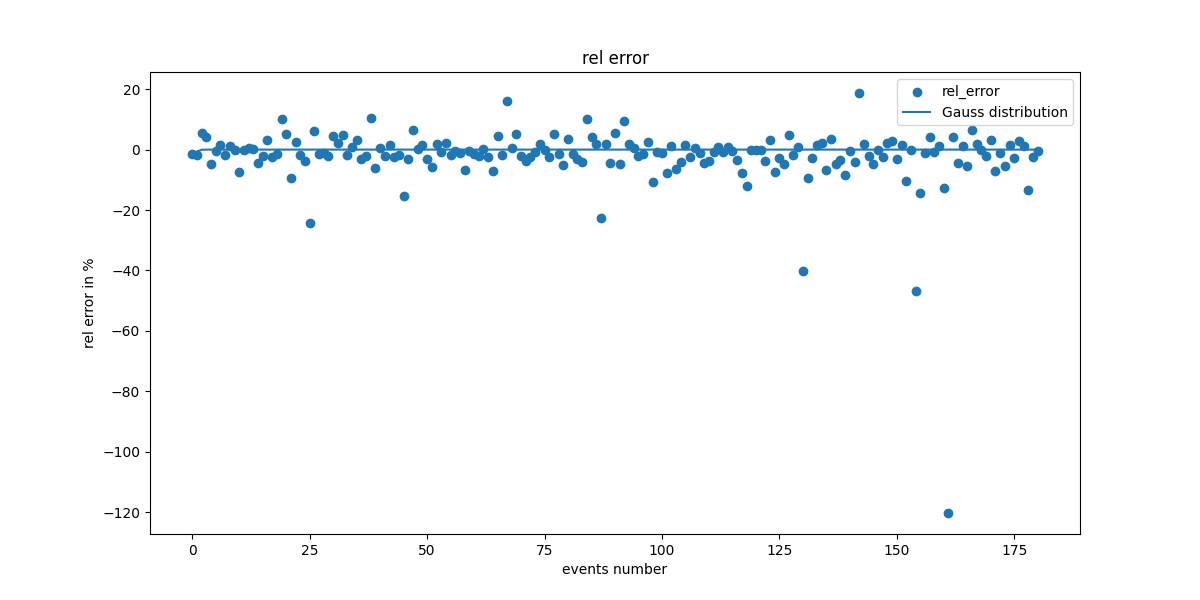 rel error
rel_error
Gauss distribution
rel error in %
20
0
−20
−40
−60
−80
−100
−120
0 25 50 75 100 125 150 175
events number